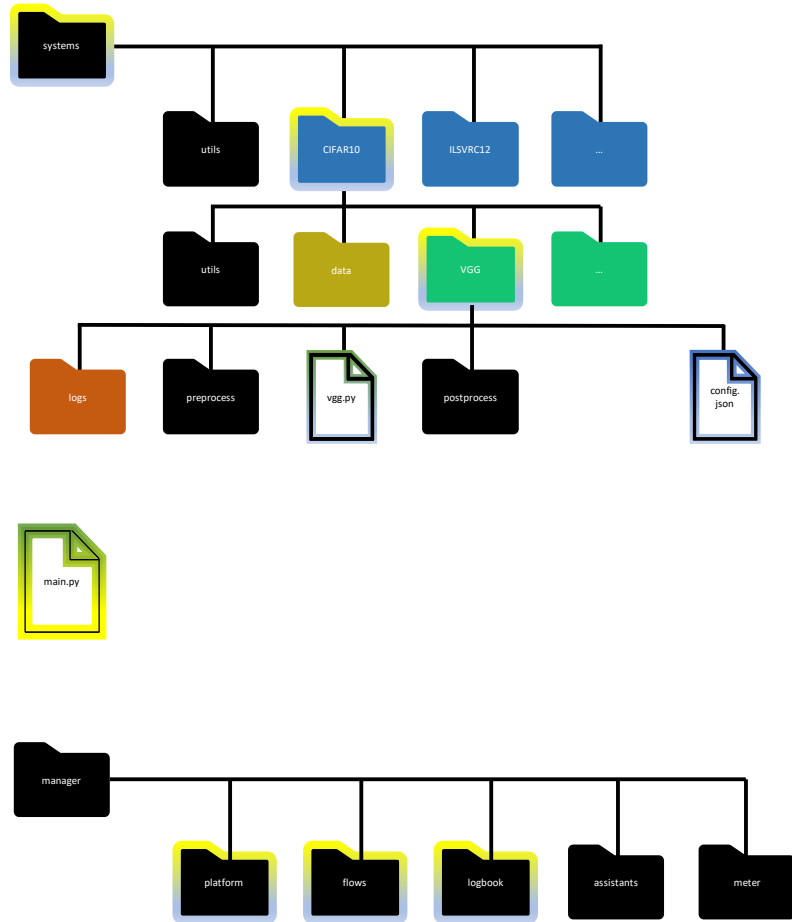 systems
utils
CIFAR10
ILSVRC12
...
utils
data
VGG
...
logs
preprocess
vgg.py
postprocess
config.
json
main.py
manager
platform
flows
logbook
assistants
meter